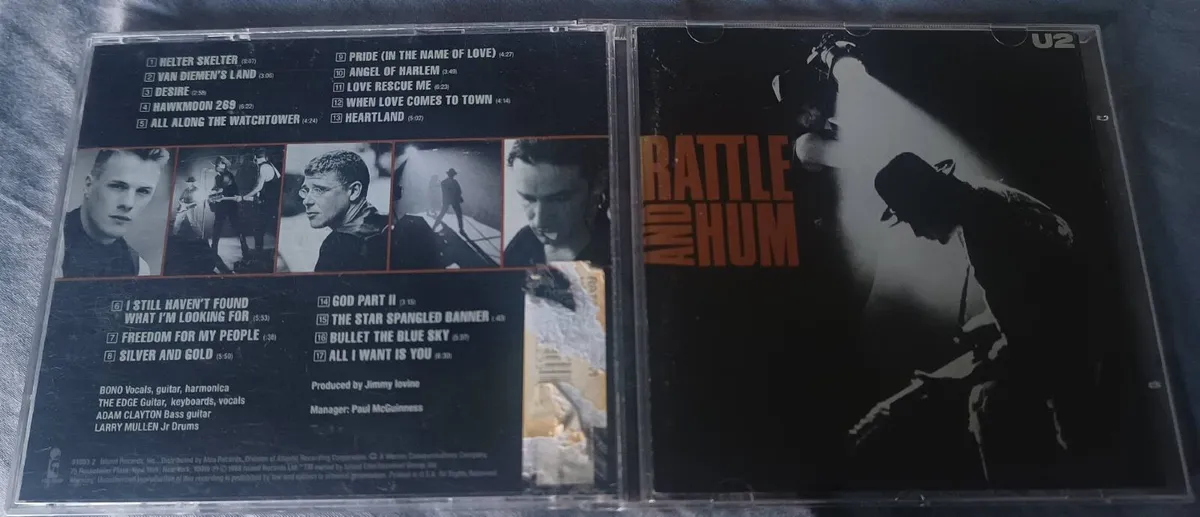 1 HELTER SKELTER
2 VAN DIEMEN'S LAND (3:06)
3 DESIRE (2:58)
4 HAWKMOON 269 (6:22)
5 ALL ALONG THE WATCHTOWER (4:24)
9 PRIDE (IN THE NAME OF LOVE) (4:27)
10 ANGEL OF HARLEM (3:49)
11 LOVE RESCUE ME (6:23)
12 WHEN LOVE COMES TO TOWN (4:14)
13 HEARTLAND (5:02)
6 I STILL HAVEN'T FOUND
WHAT I'M LOOKING FOR (5:53)
7 FREEDOM FOR MY PEOPLE (:38)
8 SILVER AND GOLD (5:50)
14 GOD PART II (3:15)
15 THE STAR SPANGLED BANNER
16 BULLET THE BLUE SKY
17 ALL I WANT IS YOU (6:30)
BONO Vocals, guitar, harmonica
THE EDGE Guitar, keyboards, vocals
ADAM CLAYTON Bass guitar
LARRY MULLEN Jr Drums
Produced by Jimmy Iovine
Manager: Paul McGuinness
U2
RATTLE
AND HUM